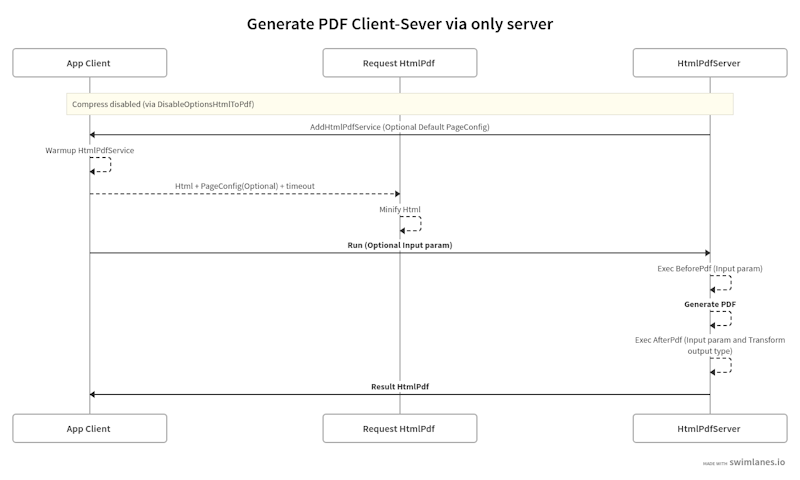 Generate PDF Client-Sever via only server
App Client
Request HtmlPdf
HtmlPdfServer
Compress disabled (via DisableOptionsHtmlToPdf)
AddHtmlPdfService (Optional Default PageConfig)
Warmup HtmlPdfService
Html + PageConfig(Optional) + timeout
Minify Html
Run (Optional Input param)
Exec BeforePdf (Input param)
Generate PDF
Exec AfterPdf (Input param and Transform
output type)
Result HtmlPdf
App Client
Request HtmlPdf
HtmlPdfServer
MADE WITH swimlanes.io